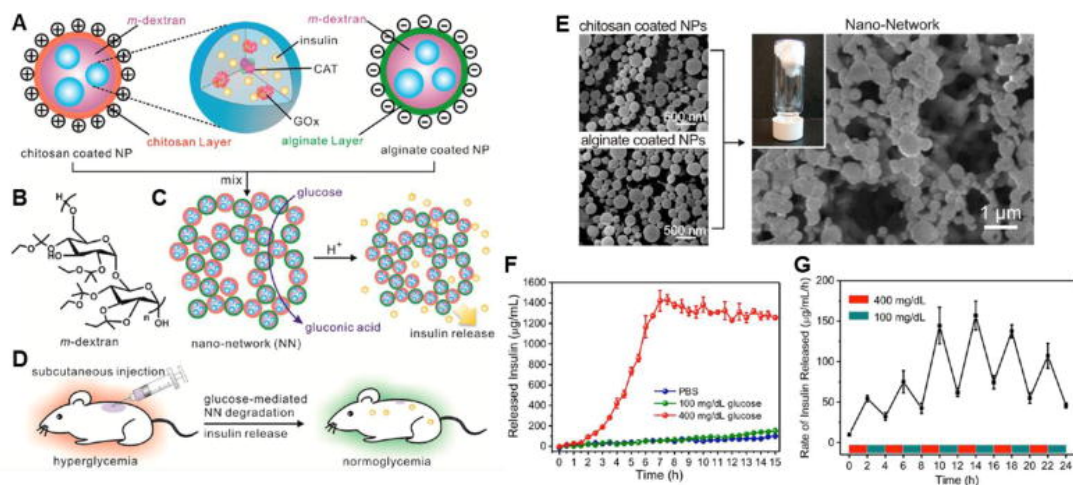 A
m-dextran
insulin
CAT
GOx
m-dextran
chitosan Layer
alginate Layer
chitosan coated NP
alginate coated NP
mix
B
H
O
HO
OH
n
m-dextran
C
glucose
H+
gluconic acid
insulin release
nano-network (NN)
D
subcutaneous injection
glucose-mediated
NN degradation
insulin release
hyperglycemia
normoglycemia
E
chitosan coated NPs
500 nm
alginate coated NPs
500 nm
Nano-Network
1 μm
F
Released Insulin (μg/mL)
1600
1400
1200
1000
800
600
400
200
0
PBS
100 mg/dL glucose
400 mg/dL glucose
0 1 2 3 4 5 6 7 8 9 10 11 12 13 14 15
Time (h)
G
Rate of Insulin Released (μg/mL/h)
200
150
100
50
0
400 mg/dL
100 mg/dL
0 2 4 6 8 10 12 14 16 18 20 22 24
Time (h)